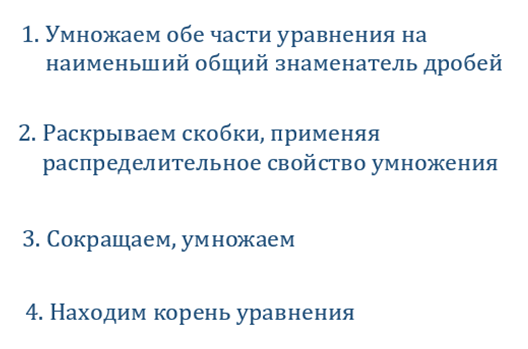 1. Умножаем обе части уравнения на
наименьший общий знаменатель дробей
2. Раскрываем скобки, применяя
распределительное свойство умножения
3. Сокращаем, умножаем
4. Находим корень уравнения